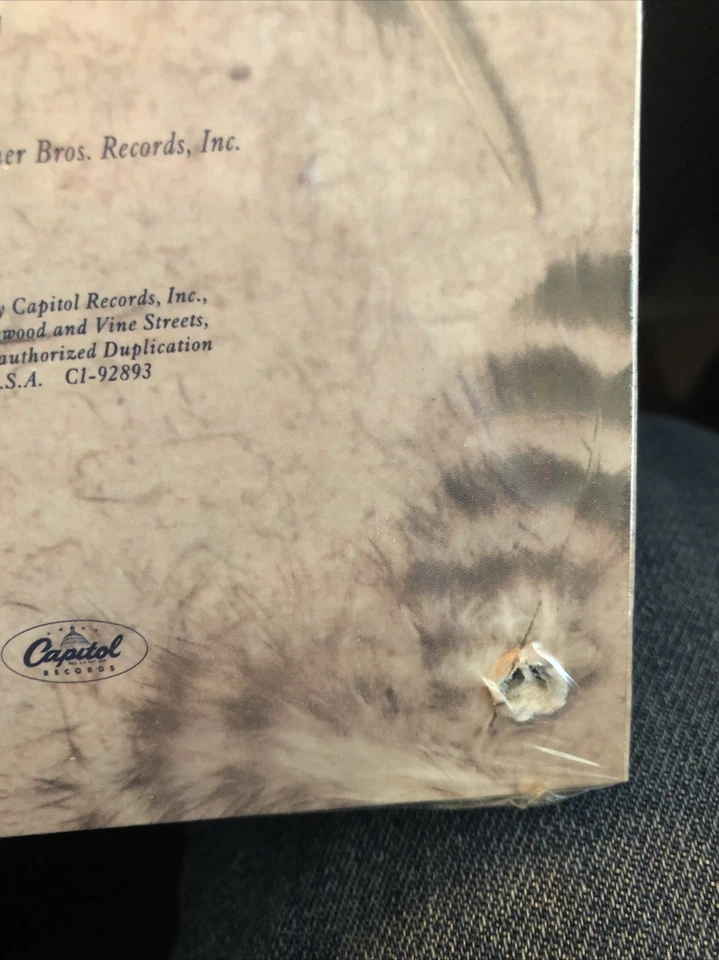 er Bros. Records, Inc.
y Capitol Records, Inc.,
wood and Vine Streets,
authorized Duplication
.S.A. C1-92893
Capitol
RECORDS